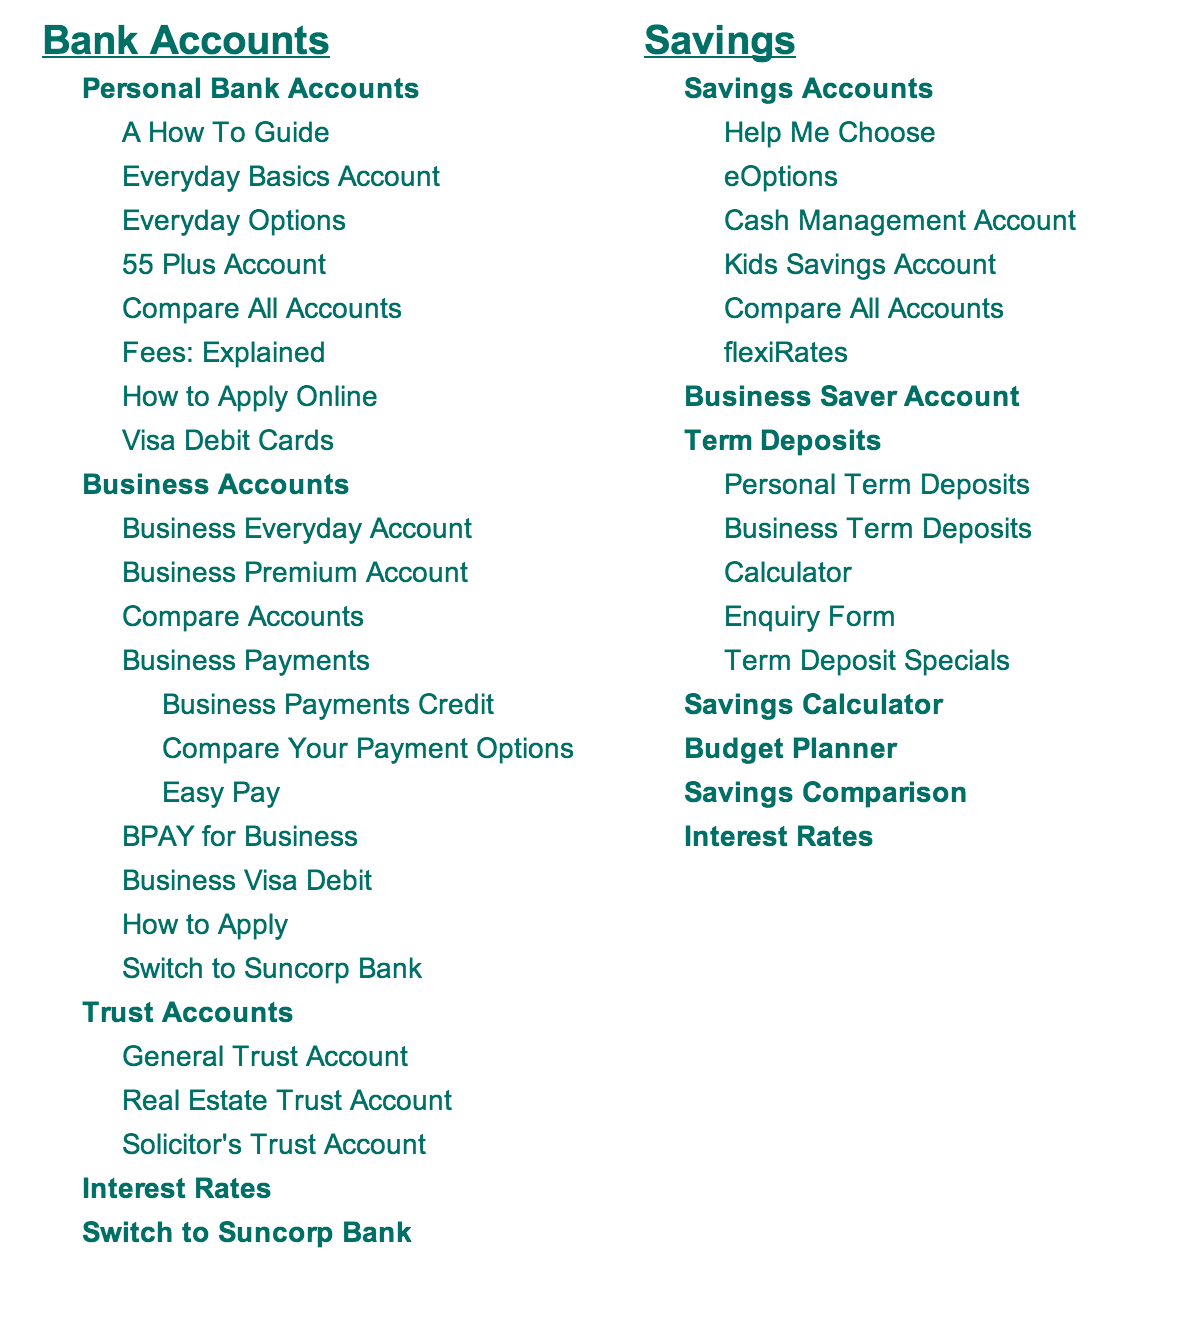 Bank Accounts
Personal Bank Accounts
A How To Guide
Everyday Basics Account
Everyday Options
55 Plus Account
Compare All Accounts
Fees: Explained
How to Apply Online
Visa Debit Cards
Business Accounts
Business Everyday Account
Business Premium Account
Compare Accounts
Business Payments
Business Payments Credit
Compare Your Payment Options
Easy Pay
BPAY for Business
Business Visa Debit
How to Apply
Switch to Suncorp Bank
Trust Accounts
General Trust Account
Real Estate Trust Account
Solicitor's Trust Account
Interest Rates
Switch to Suncorp Bank
Savings
Savings Accounts
Help Me Choose
eOptions
Cash Management Account
Kids Savings Account
Compare All Accounts
flexiRates
Business Saver Account
Term Deposits
Personal Term Deposits
Business Term Deposits
Calculator
Enquiry Form
Term Deposit Specials
Savings Calculator
Budget Planner
Savings Comparison
Interest Rates